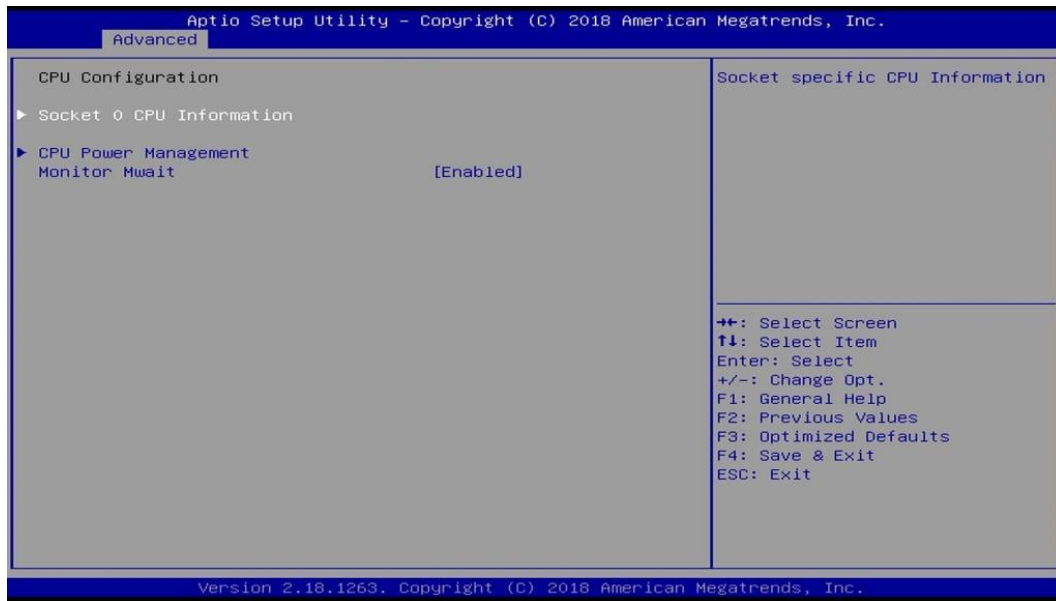 Aptio Setup Utility – Copyright (C) 2018 American Megatrends, Inc.
Advanced
CPU Configuration
Socket specific CPU Information
► Socket 0 CPU Information
► CPU Power Management
Monitor Mwait [Enabled]
→←: Select Screen
↑↓: Select Item
Enter: Select
+/-: Change Opt.
F1: General Help
F2: Previous Values
F3: Optimized Defaults
F4: Save & Exit
ESC: Exit
Version 2.18.1263. Copyright (C) 2018 American Megatrends, Inc.